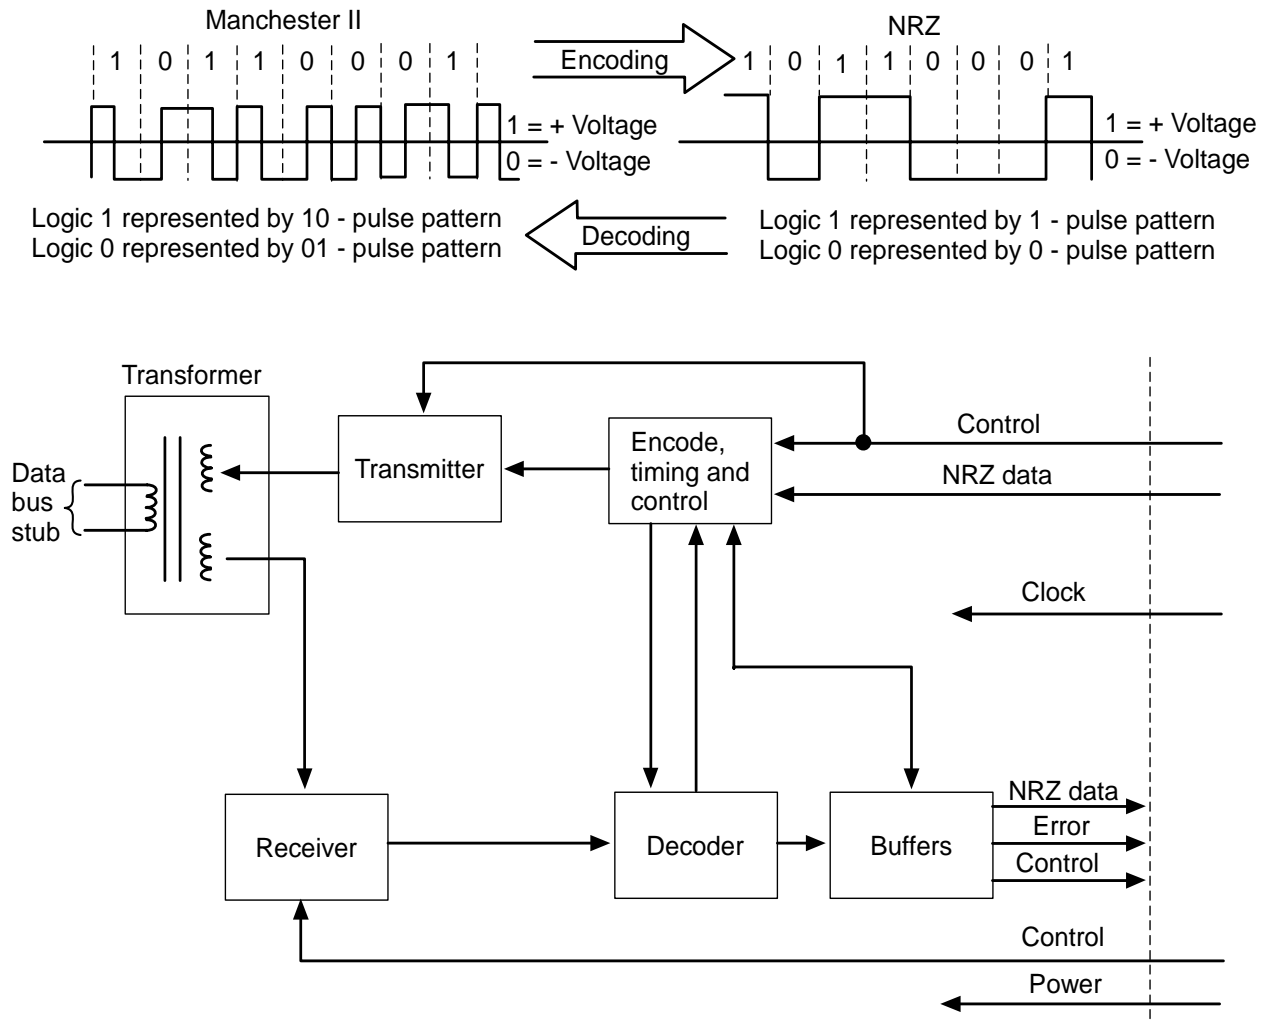 Manchester II
NRZ
1 0 1 1 0 0 0 1
Encoding
1 0 1 1 0 0 0 1
1 = + Voltage
0 = - Voltage
1 = + Voltage
0 = - Voltage
Logic 1 represented by 10 - pulse pattern
Logic 0 represented by 01 - pulse pattern
Decoding
Logic 1 represented by 1 - pulse pattern
Logic 0 represented by 0 - pulse pattern
Transformer
Data
bus
stub
Transmitter
Encode,
timing and
control
Control
NRZ data
Clock
Receiver
Decoder
Buffers
NRZ data
Error
Control
Control
Power